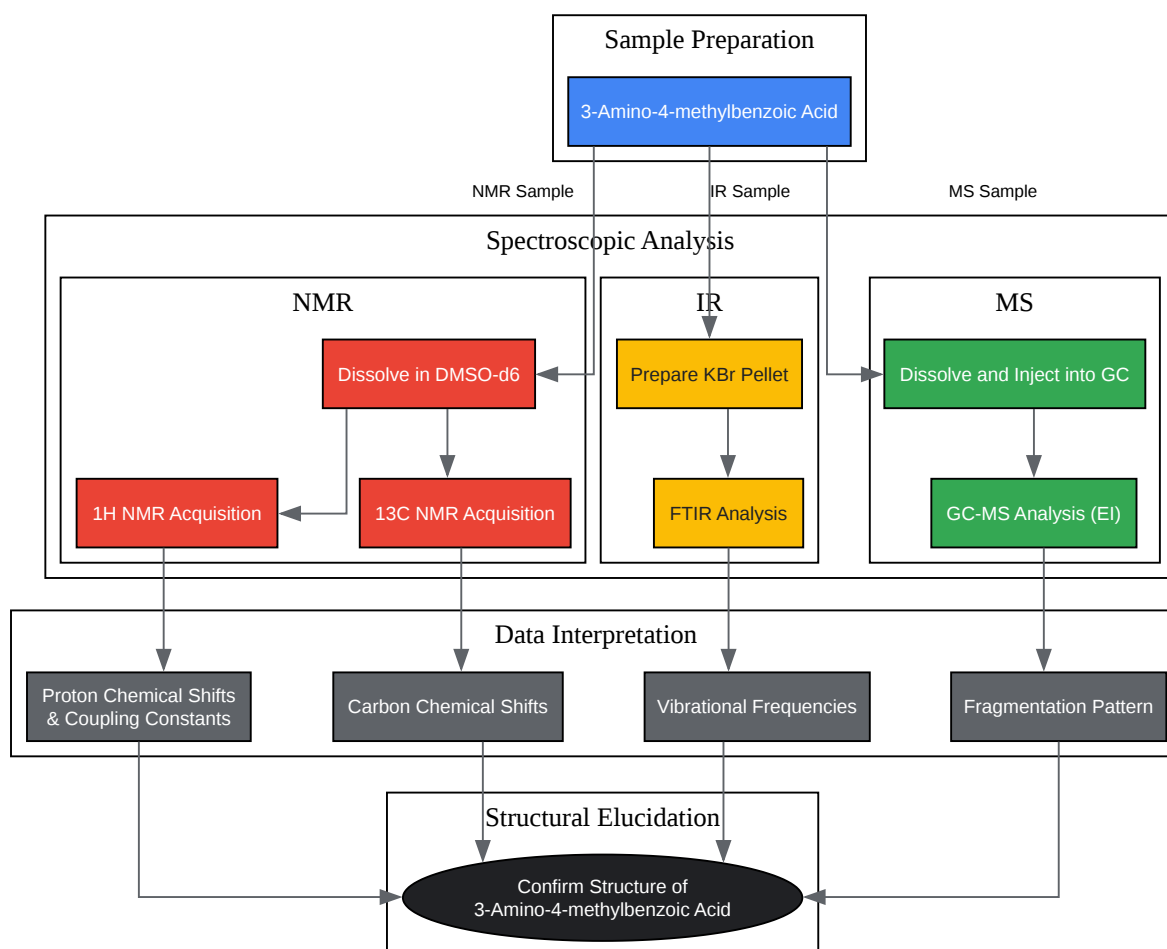 Sample Preparation
3-Amino-4-methylbenzoic Acid
NMR Sample
IR Sample
MS Sample
Spectroscopic Analysis
NMR
IR
MS
Dissolve in DMSO-d6
Prepare KBr Pellet
Dissolve and Inject into GC
1H NMR Acquisition
13C NMR Acquisition
FTIR Analysis
GC-MS Analysis (EI)
Data Interpretation
Proton Chemical Shifts
& Coupling Constants
Carbon Chemical Shifts
Vibrational Frequencies
Fragmentation Pattern
Structural Elucidation
Confirm Structure of
3-Amino-4-methylbenzoic Acid